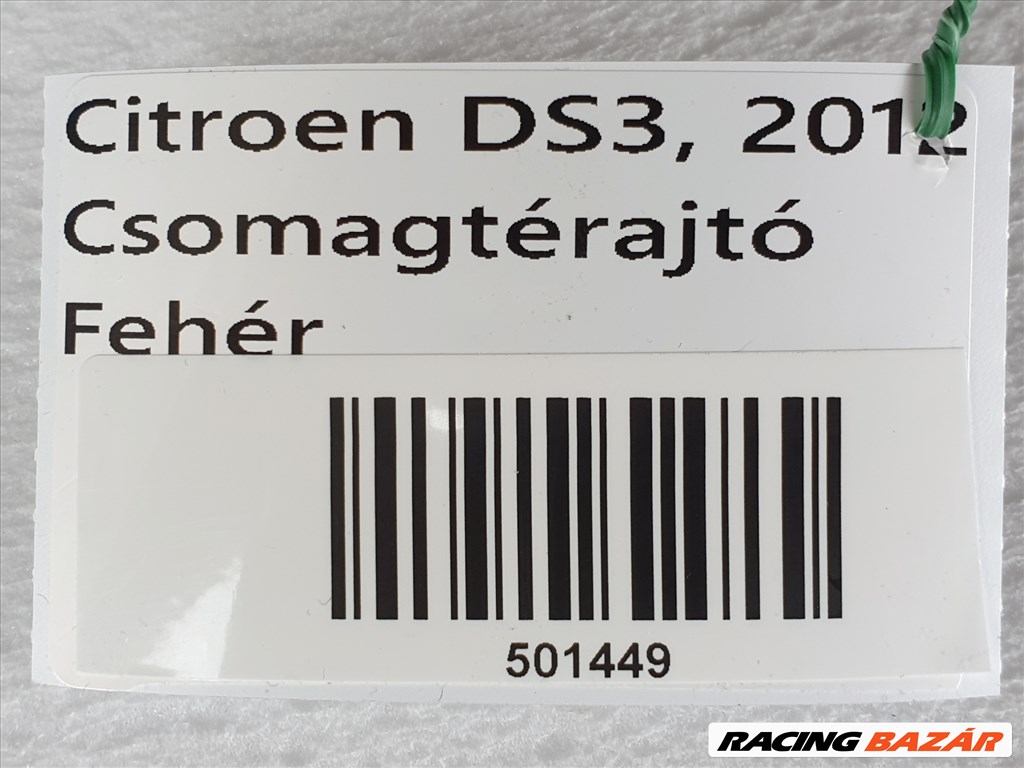 Citroen DS3, 2012
Csomagtérajtó
Fehér
501449
RACING BAZÁR